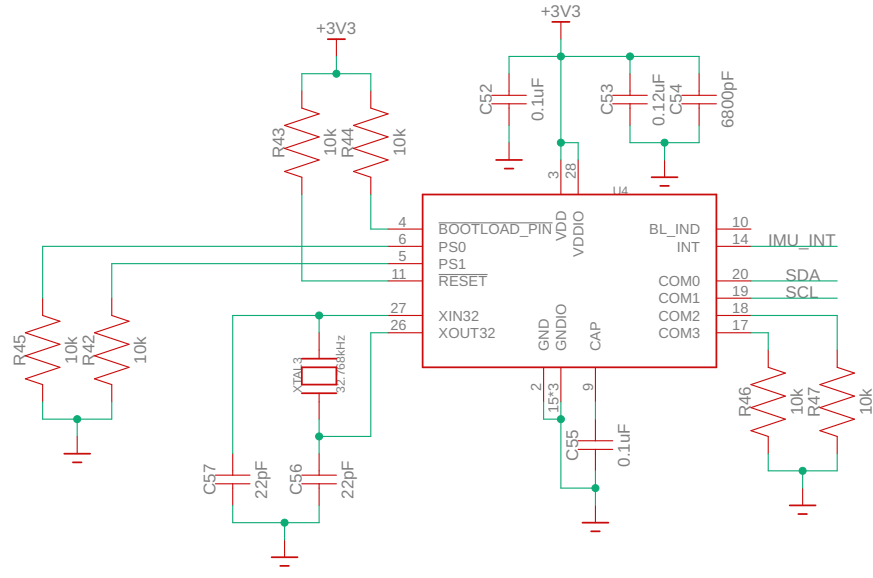 +3V3
+3V3
C52
0.1uF
C53
0.12uF
C54
6800pF
R43
10k
R44
10k
3
28
U4
4
BOOTLOAD_PIN
VDD
VDDIO
BL_IND
10
6
PS0
INT
14
IMU_INT
5
PS1
11
RESET
COM0
20
SDA
COM1
19
SCL
27
XIN32
COM2
18
26
XOUT32
COM3
17
GND
GNDIO
CAP
R45
10k
R42
10k
XTAL3
32.768kHz
2
15*3
9
R46
10k
R47
10k
C55
0.1uF
C57
22pF
C56
22pF